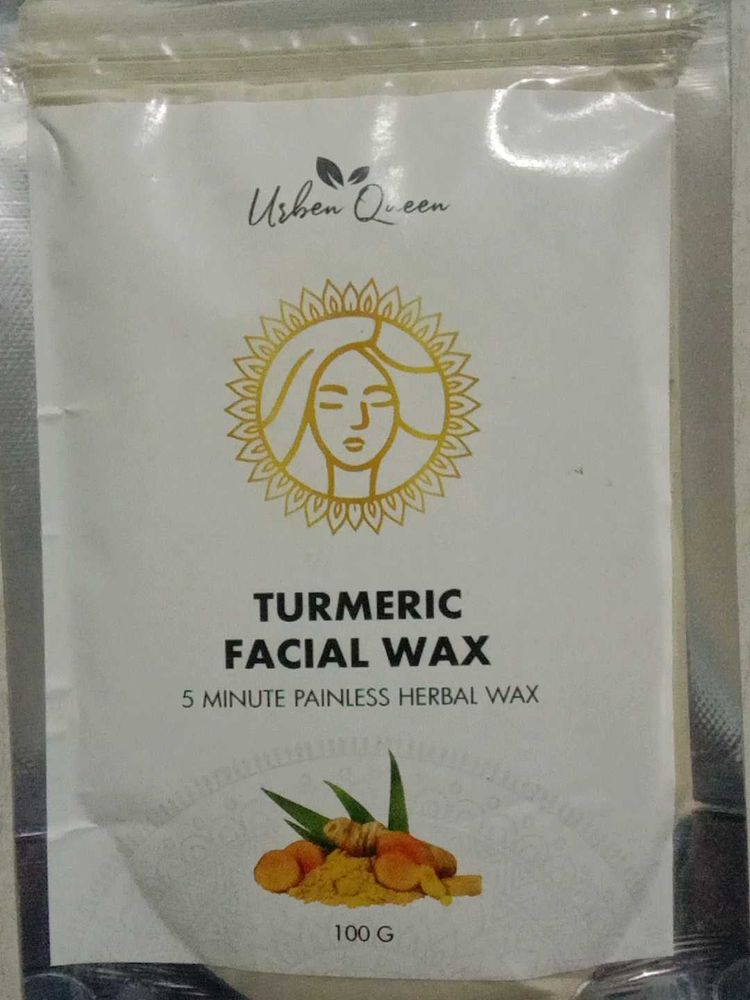 Urben Queen
TURMERIC
FACIAL WAX
5 MINUTE PAINLESS HERBAL WAX
100 G